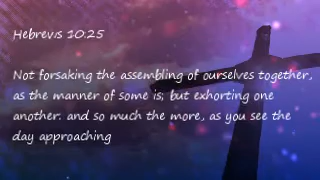 Hebrews 10:25
Not forsaking the assembling of ourselves together,
as the manner of some is; but exhorting one
another: and so much the more, as you see the
day approaching